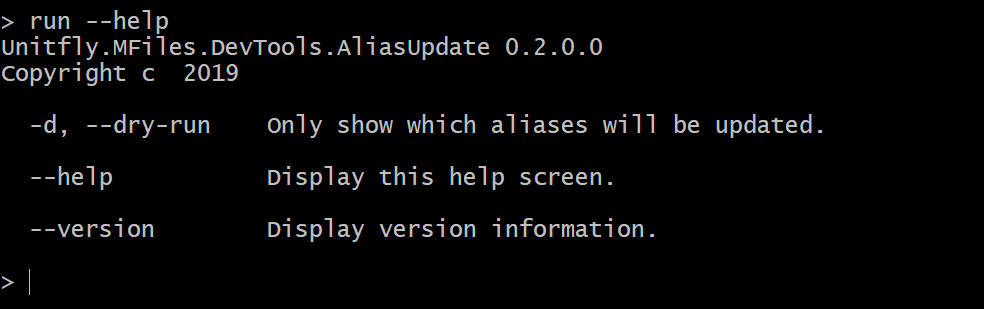 > run --help
Unitfly.MFiles.DevTools.AliasUpdate 0.2.0.0
Copyright c  2019
-d, --dry-run    Only show which aliases will be updated.
--help           Display this help screen.
--version        Display version information.
>